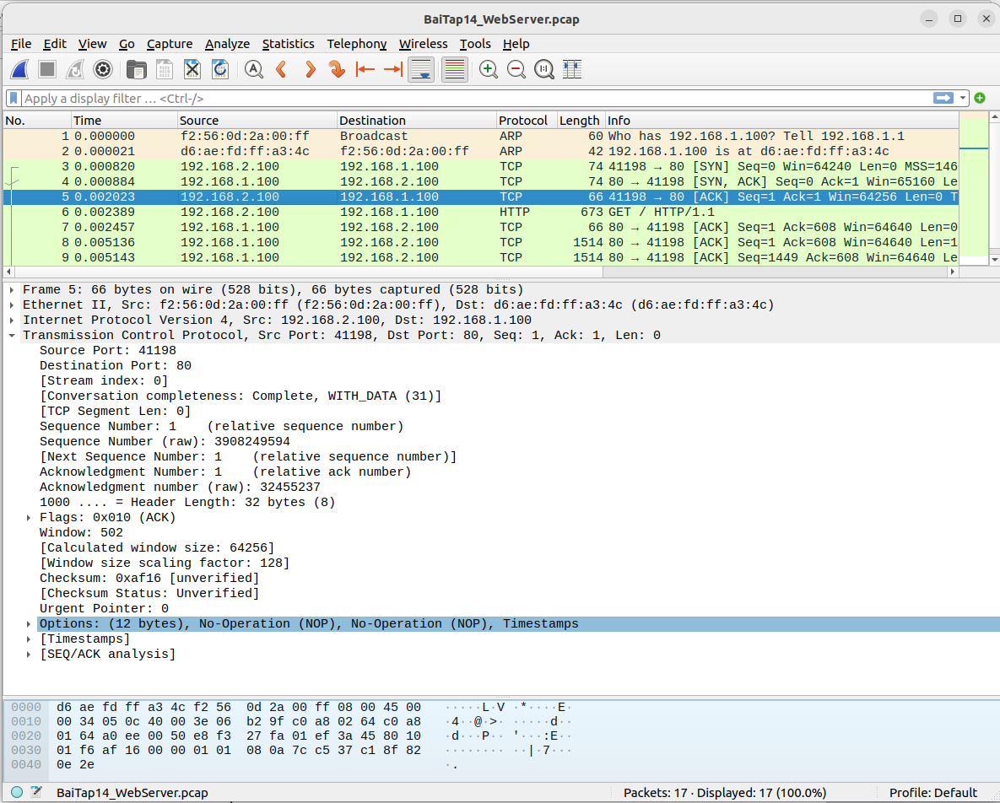 BaiTap14_WebServer.pcap
File Edit View Go Capture Analyze Statistics Telephony Wireless Tools Help
Apply a display filter … <Ctrl-/>
No. Time Source Destination Protocol Length Info
1 0.000000 f2:56:0d:2a:00:ff Broadcast ARP 60 Who has 192.168.1.100? Tell 192.168.1.1
2 0.000021 d6:ae:fd:ff:a3:4c f2:56:0d:2a:00:ff ARP 42 192.168.1.100 is at d6:ae:fd:ff:a3:4c
3 0.000820 192.168.2.100 192.168.1.100 TCP 74 41198 → 80 [SYN] Seq=0 Win=64240 Len=0 MSS=146
4 0.000884 192.168.1.100 192.168.2.100 TCP 74 80 → 41198 [SYN, ACK] Seq=0 Ack=1 Win=65160 Le
5 0.002023 192.168.2.100 192.168.1.100 TCP 66 41198 → 80 [ACK] Seq=1 Ack=1 Win=64256 Len=0 T
6 0.002389 192.168.2.100 192.168.1.100 HTTP 673 GET / HTTP/1.1
7 0.002457 192.168.1.100 192.168.2.100 TCP 66 80 → 41198 [ACK] Seq=1 Ack=608 Win=64640 Len=0
8 0.005136 192.168.1.100 192.168.2.100 TCP 1514 80 → 41198 [ACK] Seq=1 Ack=608 Win=64640 Len=1
9 0.005143 192.168.1.100 192.168.2.100 TCP 1514 80 → 41198 [ACK] Seq=1449 Ack=608 Win=64640 Le
Frame 5: 66 bytes on wire (528 bits), 66 bytes captured (528 bits)
Ethernet II, Src: f2:56:0d:2a:00:ff (f2:56:0d:2a:00:ff), Dst: d6:ae:fd:ff:a3:4c (d6:ae:fd:ff:a3:4c)
Internet Protocol Version 4, Src: 192.168.2.100, Dst: 192.168.1.100
Transmission Control Protocol, Src Port: 41198, Dst Port: 80, Seq: 1, Ack: 1, Len: 0
Source Port: 41198
Destination Port: 80
[Stream index: 0]
[Conversation completeness: Complete, WITH_DATA (31)]
[TCP Segment Len: 0]
Sequence Number: 1    (relative sequence number)
Sequence Number (raw): 3908249594
[Next Sequence Number: 1    (relative sequence number)]
Acknowledgment Number: 1    (relative ack number)
Acknowledgment number (raw): 32455237
1000 .... = Header Length: 32 bytes (8)
Flags: 0x010 (ACK)
Window: 502
[Calculated window size: 64256]
[Window size scaling factor: 128]
Checksum: 0xaf16 [unverified]
[Checksum Status: Unverified]
Urgent Pointer: 0
Options: (12 bytes), No-Operation (NOP), No-Operation (NOP), Timestamps
[Timestamps]
[SEQ/ACK analysis]
0000 d6 ae fd ff a3 4c f2 56 0d 2a 00 ff 08 00 45 00 ·····L·V ·*····E·
0010 00 34 05 0c 40 00 3e 06 b2 9f c0 a8 02 64 c0 a8 ·4··@·>· ·····d··
0020 01 64 a0 ee 00 50 e8 f3 27 fa 01 ef 3a 45 80 10 ·d···P·· '···:E··
0030 01 f6 af 16 00 00 01 01 08 0a 7c c5 37 c1 8f 82 ········ ··|·7···
0040 0e 2e ·.
BaiTap14_WebServer.pcap Packets: 17 · Displayed: 17 (100.0%) Profile: Default